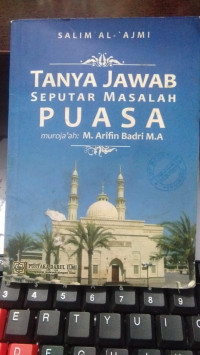 SALIM AL-`AJMI
TANYA JAWAB
SEPUTAR MASALAH
PUASA
muroja'ah: M. Arifin Badri M.A